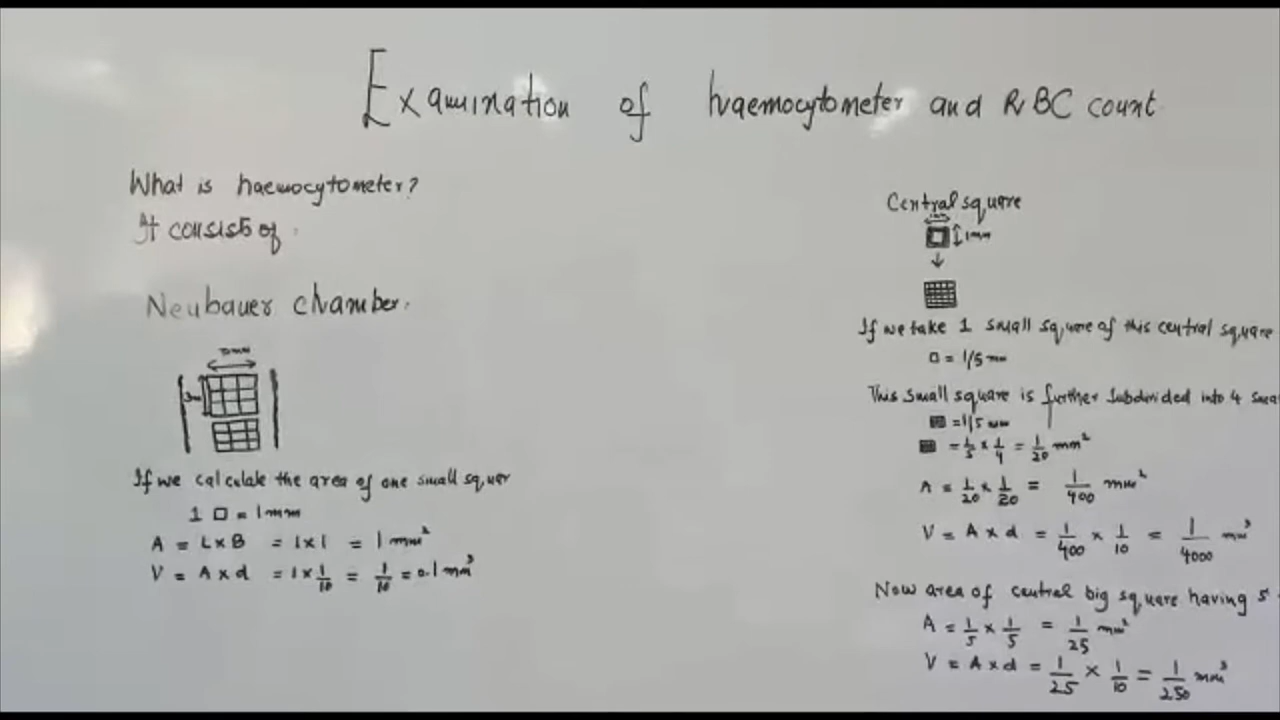 Examination of haemocytometer and RBC count
What is haemocytometer?
It consists of
Neubauer chamber.
If we calculate the area of one small squer
1 □ = 1mm
A = L×B = 1×1 = 1 mm²
V = A×d = 1×1/10 = 1/10 = 0.1 mm³
Central square
1mm
If we take 1 small square of this central square
□ = 1/5 mm
This small square is further subdivided into 4 sma
= 1/5 mm
= 1/5 × 1/4 = 1/20 mm²
A = 1/20 × 1/20 = 1/400 mm²
V = A×d = 1/400 × 1/10 = 1/4000 mm³
Now area of central big square having 5
A = 1/5 × 1/5 = 1/25 mm²
V = A×d = 1/25 × 1/10 = 1/250 mm³